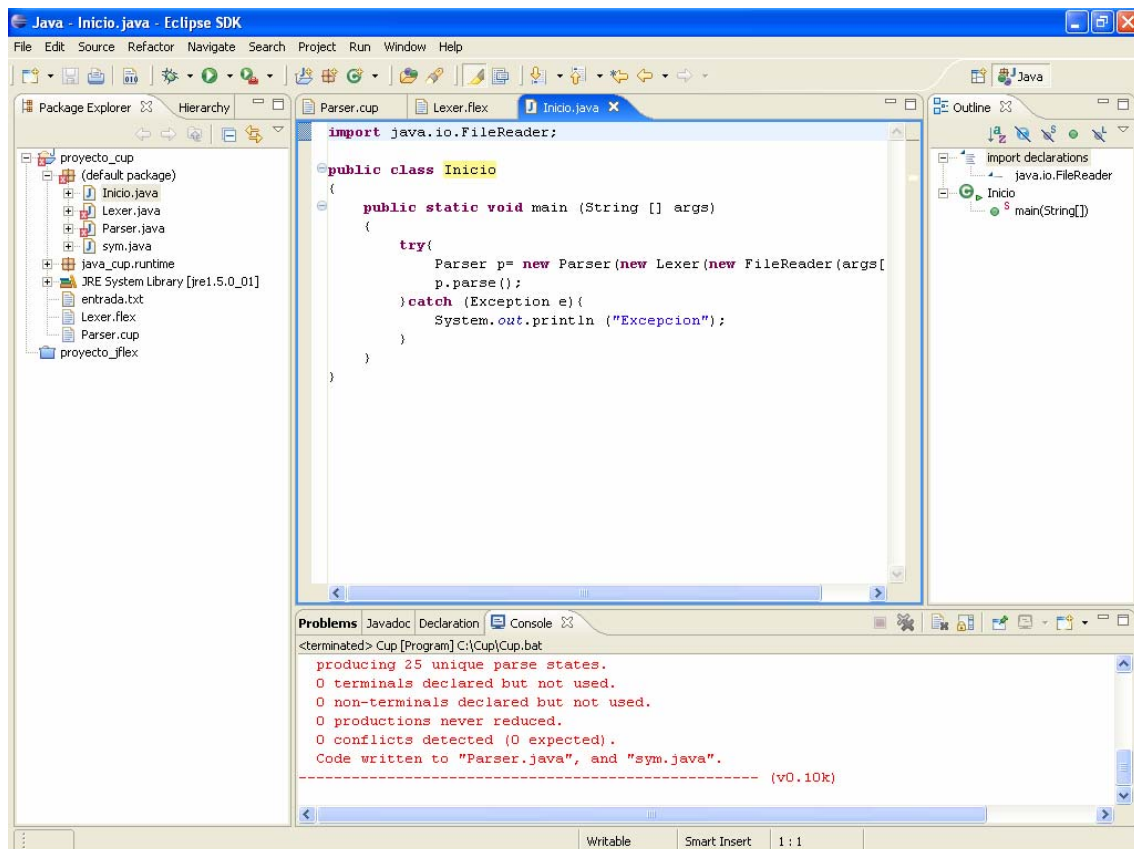 Java - Inicio.java - Eclipse SDK
File Edit Source Refactor Navigate Search Project Run Window Help
Java
Package Explorer Hierarchy
proyecto_cup
(default package)
Inicio.java
Lexer.java
Parser.java
sym.java
java_cup.runtime
JRE System Library [jre1.5.0_01]
entrada.txt
Lexer.flex
Parser.cup
proyecto_jflex
Parser.cup Lexer.flex Inicio.java
import java.io.FileReader;
public class Inicio
{
public static void main (String [] args)
{
try{
Parser p= new Parser(new Lexer(new FileReader(args[
p.parse();
}catch (Exception e){
System.out.println ("Excepcion");
}
}
}
Outline
import declarations
java.io.FileReader
Inicio
main(String[])
Problems Javadoc Declaration Console
<terminated> Cup [Program] C:\Cup\Cup.bat
producing 25 unique parse states.
0 terminals declared but not used.
0 non-terminals declared but not used.
0 productions never reduced.
0 conflicts detected (0 expected).
Code written to "Parser.java", and "sym.java".
---------------------------------------------------- (v0.10k)
Writable Smart Insert 1 : 1